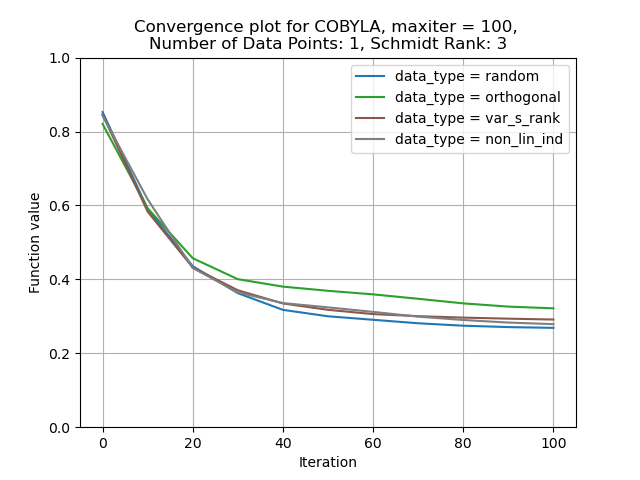 Convergence plot for COBYLA, maxiter = 100,
Number of Data Points: 1, Schmidt Rank: 3
data_type = random
data_type = orthogonal
data_type = var_s_rank
data_type = non_lin_ind
Function value
1.0
0.8
0.6
0.4
0.2
0.0
0 20 40 60 80 100
Iteration